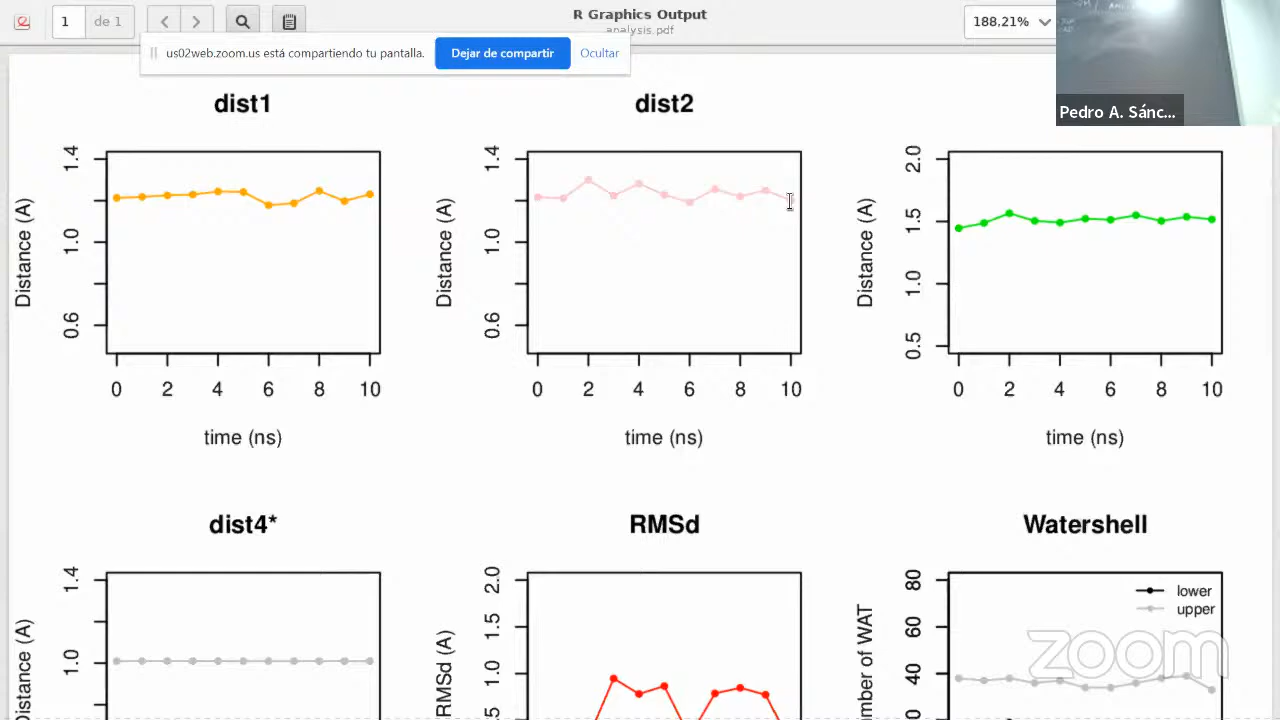 1 de 1
R Graphics Output
analysis.pdf
188,21%
us02web.zoom.us está compartiendo tu pantalla. Dejar de compartir Ocultar
Pedro A. Sánc...
dist1
Distance (A)
1.4
1.0
0.6
0 2 4 6 8 10
time (ns)
dist2
Distance (A)
1.4
1.0
0.6
0 2 4 6 8 10
time (ns)
Distance (A)
2.0
1.5
1.0
0.5
0 2 4 6 8 10
time (ns)
dist4*
Distance (A)
1.4
1.0
RMSd
RMSd (A)
2.0
1.5
1.0
Watershell
80
60
40
lower
upper
zoom